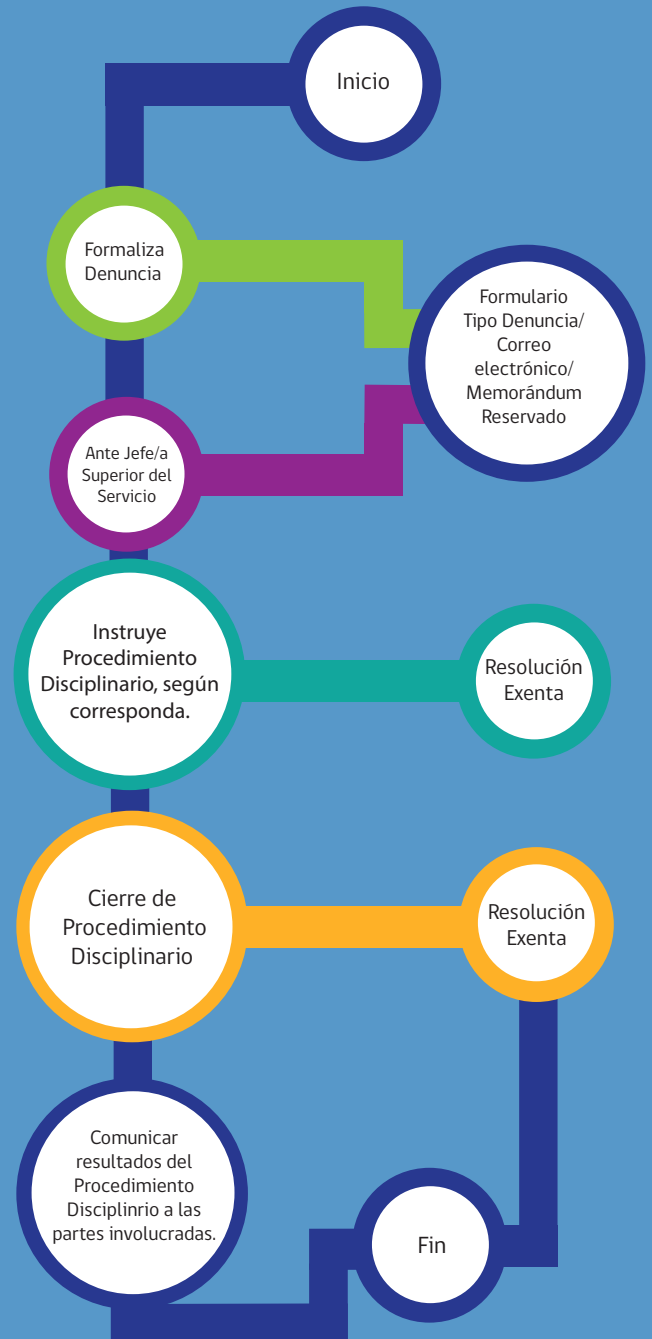 Inicio
Formaliza
Denuncia
Formulario
Tipo Denuncia/
Correo
electrónico/
Memorándum
Reservado
Ante Jefe/a
Superior del
Servicio
Instruye
Procedimiento
Disciplinario, según
corresponda.
Resolución
Exenta
Cierre de
Procedimiento
Disciplinario
Resolución
Exenta
Comunicar
resultados del
Procedimiento
Disciplinrio a las
partes involucradas.
Fin